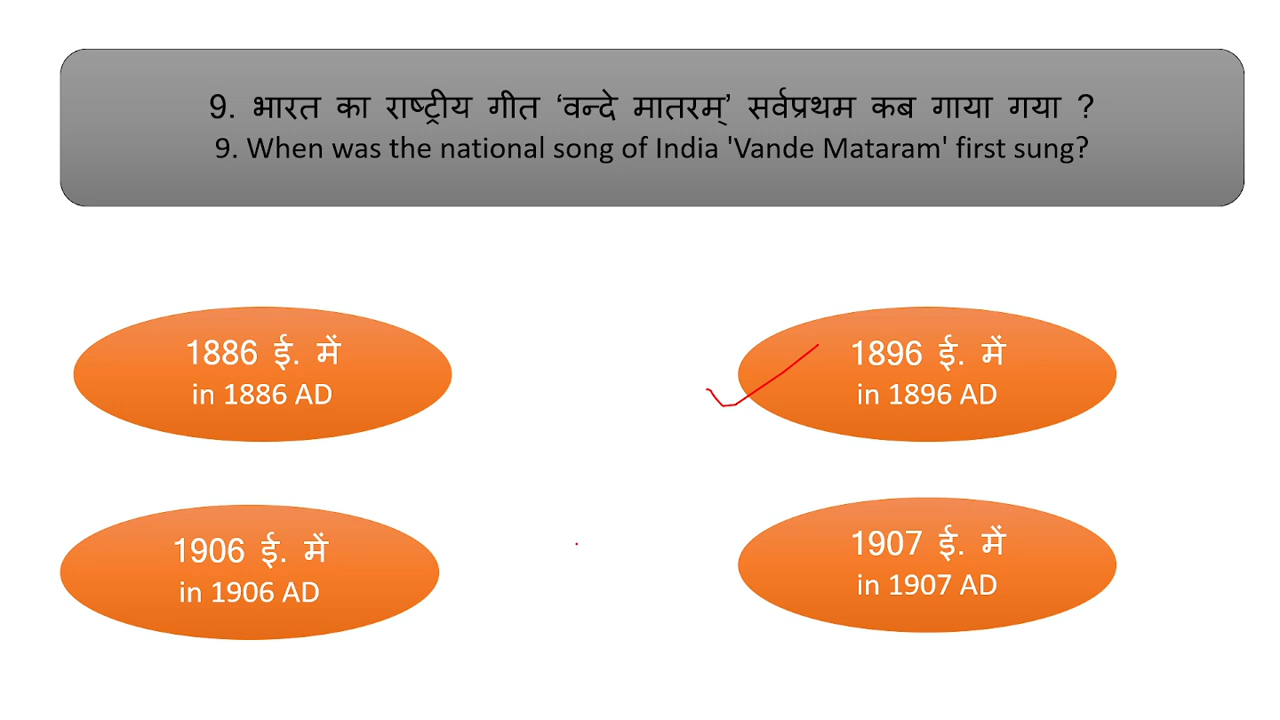 9. भारत का राष्ट्रीय गीत ‘वन्दे मातरम्’ सर्वप्रथम कब गाया गया ?
9. When was the national song of India 'Vande Mataram' first sung?
1886 ई. में
in 1886 AD
1896 ई. में
in 1896 AD
1906 ई. में
in 1906 AD
1907 ई. में
in 1907 AD